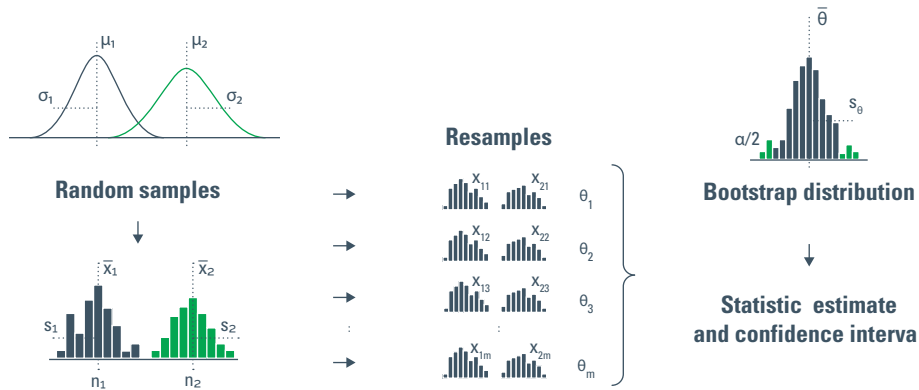 μ₁
μ₂
σ₁
σ₂
Random samples
x̅₁
x̅₂
s₁
s₂
n₁
n₂
Resamples
X₁₁ X₂₁ θ₁
X₁₂ X₂₂ θ₂
X₁₃ X₂₃ θ₃
X₁ₘ X₂ₘ θₘ
θ̅
s_θ
α/2
Bootstrap distribution
Statistic estimate
and confidence interva